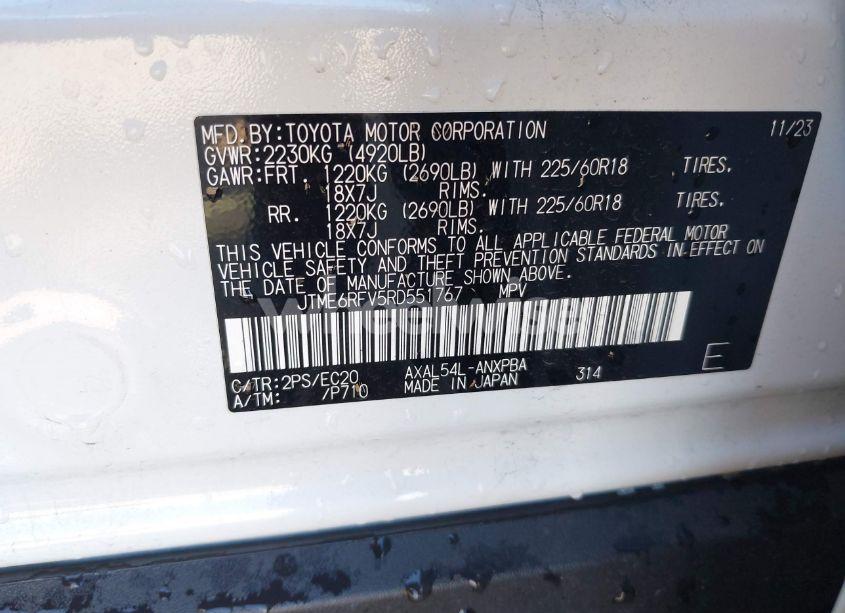 MFD.BY:TOYOTA MOTOR CORPORATION 11/23
GVWR:2230KG (4920LB)
GAWR:FRT. 1220KG (2690LB) WITH 225/60R18 TIRES.
18X7J RIMS.
RR. 1220KG (2690LB) WITH 225/60R18 TIRES.
18X7J RIMS.
THIS VEHICLE CONFORMS TO ALL APPLICABLE FEDERAL MOTOR
VEHICLE SAFETY AND THEFT PREVENTION STANDARDS IN EFFECT ON
THE DATE OF MANUFACTURE SHOWN ABOVE.
JTME6RFV5RD551767 MPV
wheelwise
C/TR:2PS/EC20 AXAL54L-ANXPBA 314 E
A/TM: /P710 MADE IN JAPAN